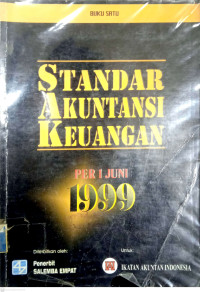 BUKU SATU
STANDAR
AKUNTANSI
KEUANGAN
PER 1 JUNI
1999
Diterbitkan oleh:
Untuk:
Penerbit
SALEMBA EMPAT
IKATAN AKUNTAN INDONESIA